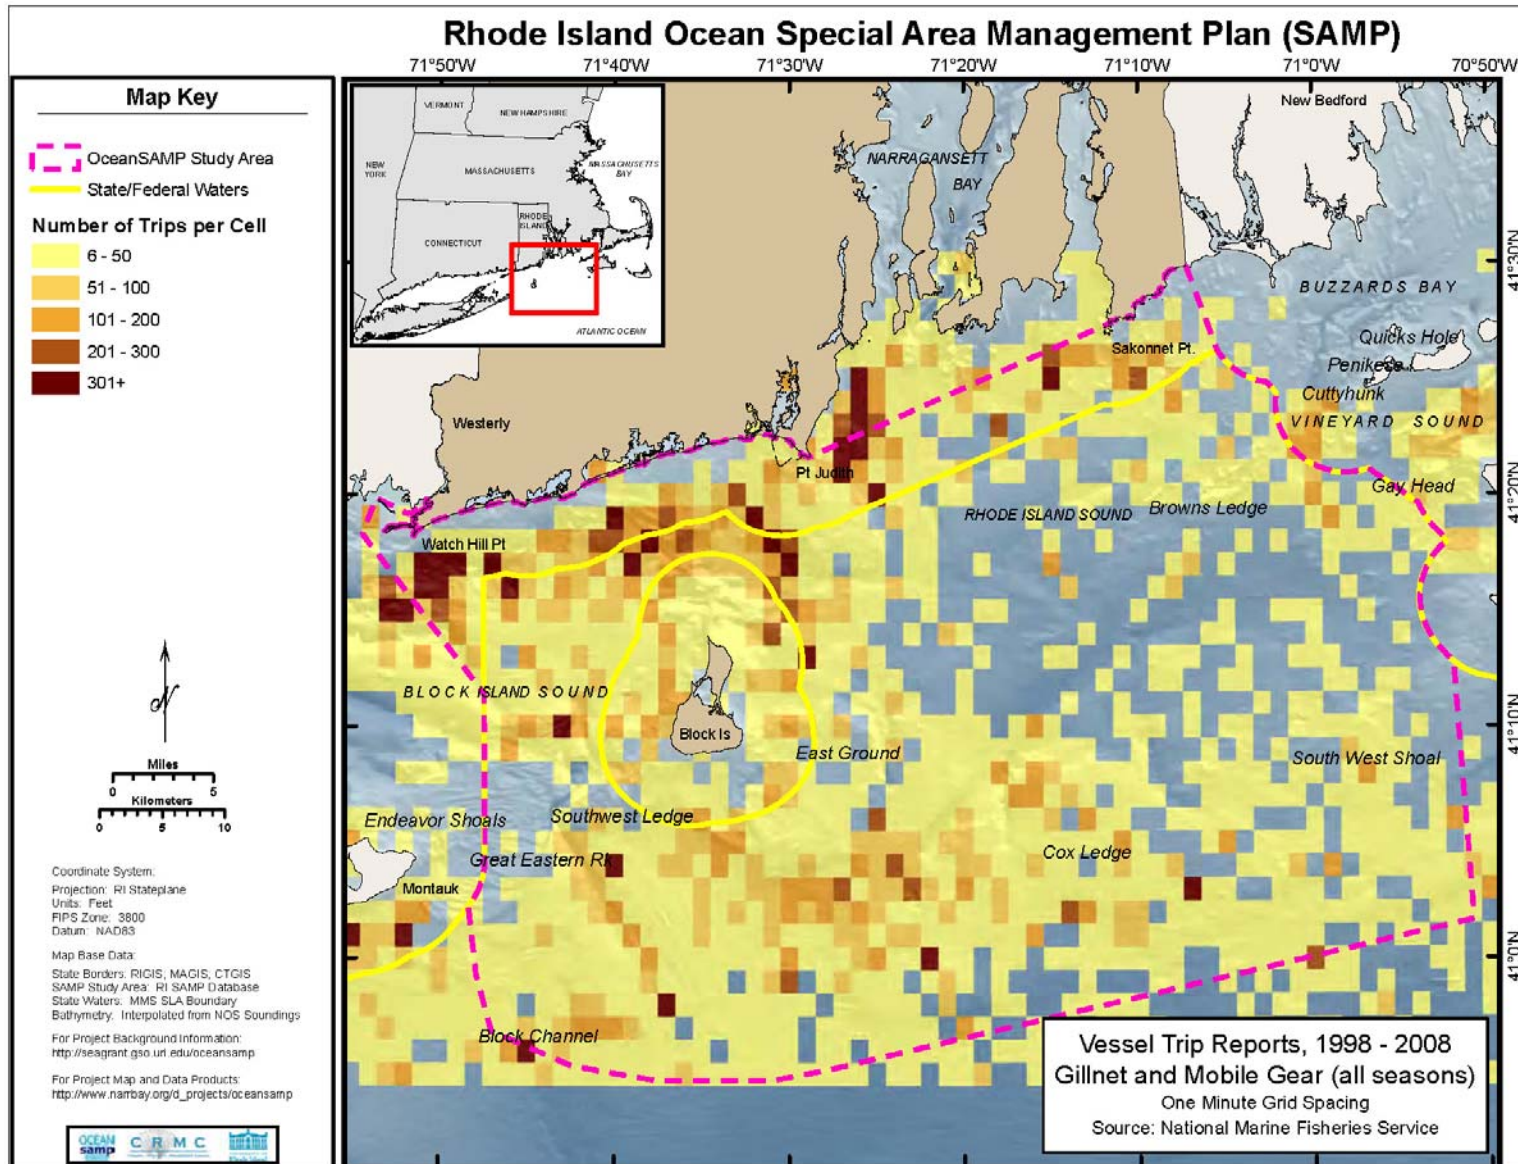 Rhode Island Ocean Special Area Management Plan (SAMP)
71°50'W
71°40'W
71°30'W
71°20'W
71°10'W
71°0'W
70°50'W
Map Key
OceanSAMP Study Area
State/Federal Waters
Number of Trips per Cell
6 - 50
51 - 100
101 - 200
201 - 300
301+
N
Miles
0 5
Kilometers
0 5 10
Coordinate System:
Projection: RI Stateplane
Units: Feet
FIPS Zone: 3800
Datum: NAD83
Map Base Data:
State Borders: RIGIS, MAGIS, CTGIS
SAMP Study Area: RI SAMP Database
State Waters: MMS SLA Boundary
Bathymetry: Interpolated from NOS Soundings
For Project Background Information:
http://seagrant.gso.uri.edu/oceansamp
For Project Map and Data Products:
http://www.narrbay.org/d_projects/oceansamp
OCEAN
samp
CRMC
VERMONT
NEW HAMPSHIRE
NEW
YORK
MASSACHUSETTS
MASSACHUSETTS
BAY
RHODE
ISLAND
CONNECTICUT
ATLANTIC OCEAN
New Bedford
NARRAGANSETT
BAY
41°30'N
BUZZARDS BAY
Quicks Hole
Sakonnet Pt.
Penikese
Cuttyhunk
Westerly
VINEYARD SOUND
Pt Judith
Gay Head
41°20'N
RHODE ISLAND SOUND
Browns Ledge
Watch Hill Pt
BLOCK ISLAND SOUND
Block Is
41°10'N
East Ground
South West Shoal
Endeavor Shoals
Southwest Ledge
Great Eastern Rk
Cox Ledge
Montauk
41°0'N
Block Channel
Vessel Trip Reports, 1998 - 2008
Gillnet and Mobile Gear (all seasons)
One Minute Grid Spacing
Source: National Marine Fisheries Service